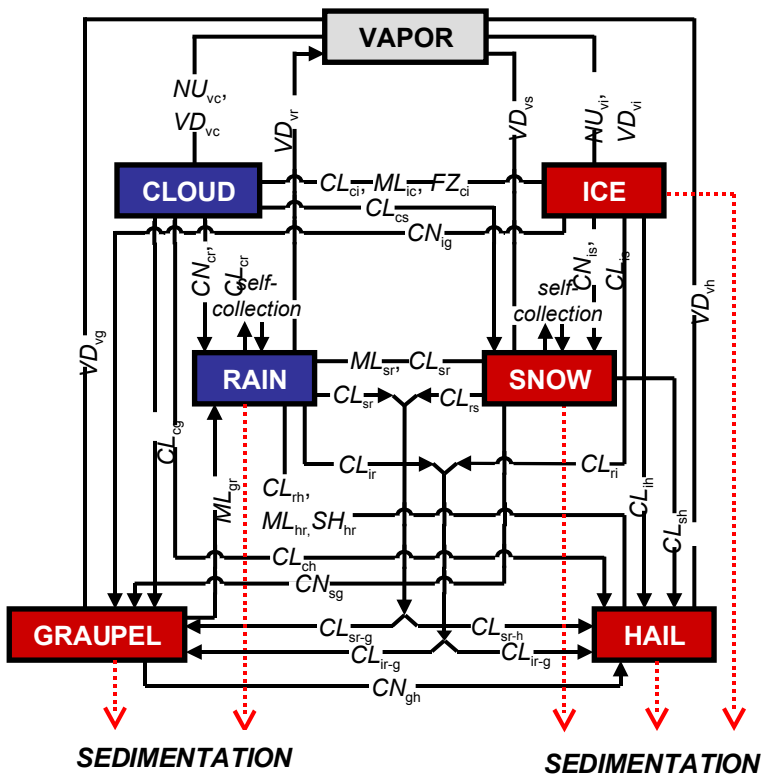 VAPOR
NUvc,
VDvc
VDvr
VDvs
NUvi,
VDvi
CLOUD
CLci, MLic, FZci
ICE
CLcs
CNig
CNcr,
CLcr
self-
collection
CNis,
CLis
self-
collection
VDvh
VDvg
RAIN
MLsr, CLsr
SNOW
CLsr
CLrs
CLcg
MLgr
CLir
CLri
CLrh,
MLhr, SHhr
CLih
CLsh
CLch
CNsg
GRAUPEL
CLsr-g
CLsr-h
HAIL
CLir-g
CLir-g
CNgh
SEDIMENTATION
SEDIMENTATION